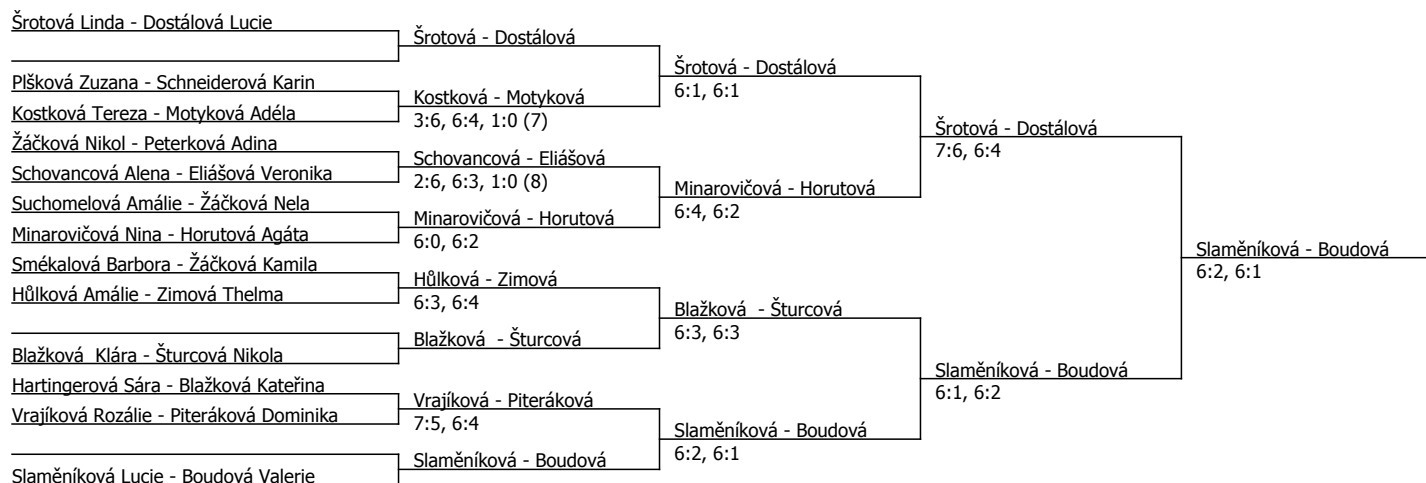 Šrotová Linda - Dostálová Lucie
Plšková Zuzana - Schneiderová Karin
Kostková Tereza - Motyková Adéla
Žáčková Nikol - Peterková Adina
Schovancová Alena - Eliášová Veronika
Suchomelová Amálie - Žáčková Nela
Minarovičová Nina - Horutová Agáta
Smékalová Barbora - Žáčková Kamila
Hůlková Amálie - Zimová Thelma
Blažková  Klára - Šturcová Nikola
Hartingerová Sára - Blažková Kateřina
Vrajíková Rozálie - Piteráková Dominika
Slaměníková Lucie - Boudová Valerie
Šrotová - Dostálová
Kostková - Motyková
3:6, 6:4, 1:0 (7)
Schovancová - Eliášová
2:6, 6:3, 1:0 (8)
Minarovičová - Horutová
6:0, 6:2
Hůlková - Zimová
6:3, 6:4
Blažková  - Šturcová
Vrajíková - Piteráková
7:5, 6:4
Slaměníková - Boudová
Šrotová - Dostálová
6:1, 6:1
Minarovičová - Horutová
6:4, 6:2
Blažková  - Šturcová
6:3, 6:3
Slaměníková - Boudová
6:2, 6:1
Šrotová - Dostálová
7:6, 6:4
Slaměníková - Boudová
6:1, 6:2
Slaměníková - Boudová
6:2, 6:1